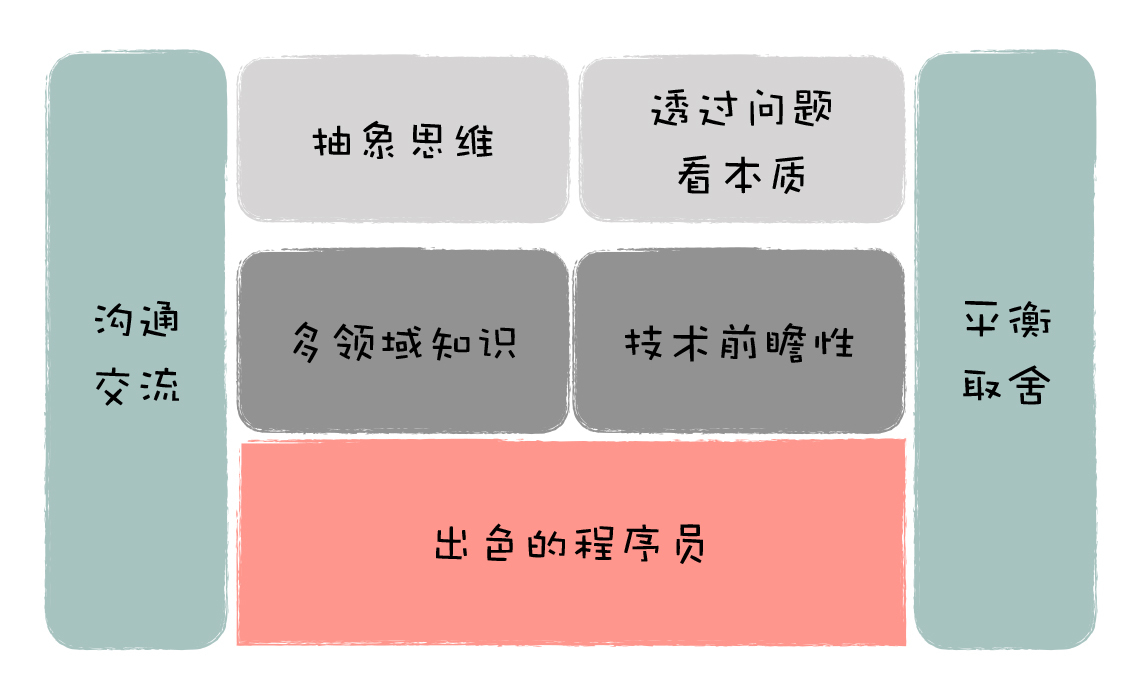 抽象思维
透过问题
看本质
沟通
交流
多领域知识
技术前瞻性
平衡
取舍
出色的程序员